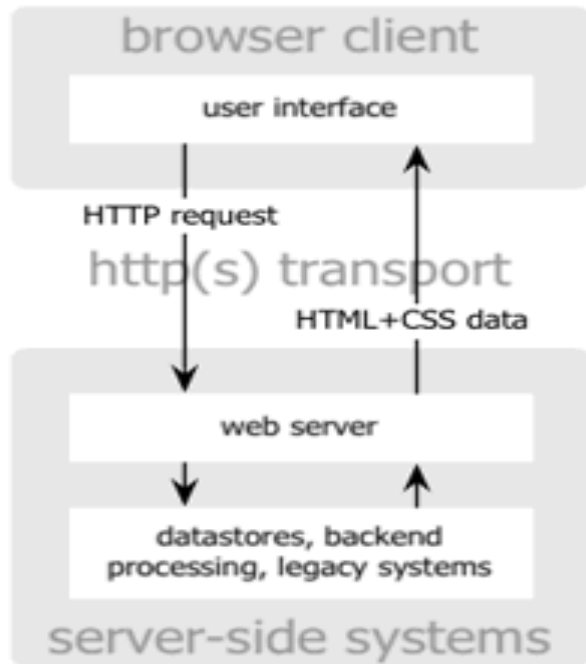 browser client
user interface
HTTP request
http(s) transport
HTML+CSS data
web server
datastores, backend
processing, legacy systems
server-side systems